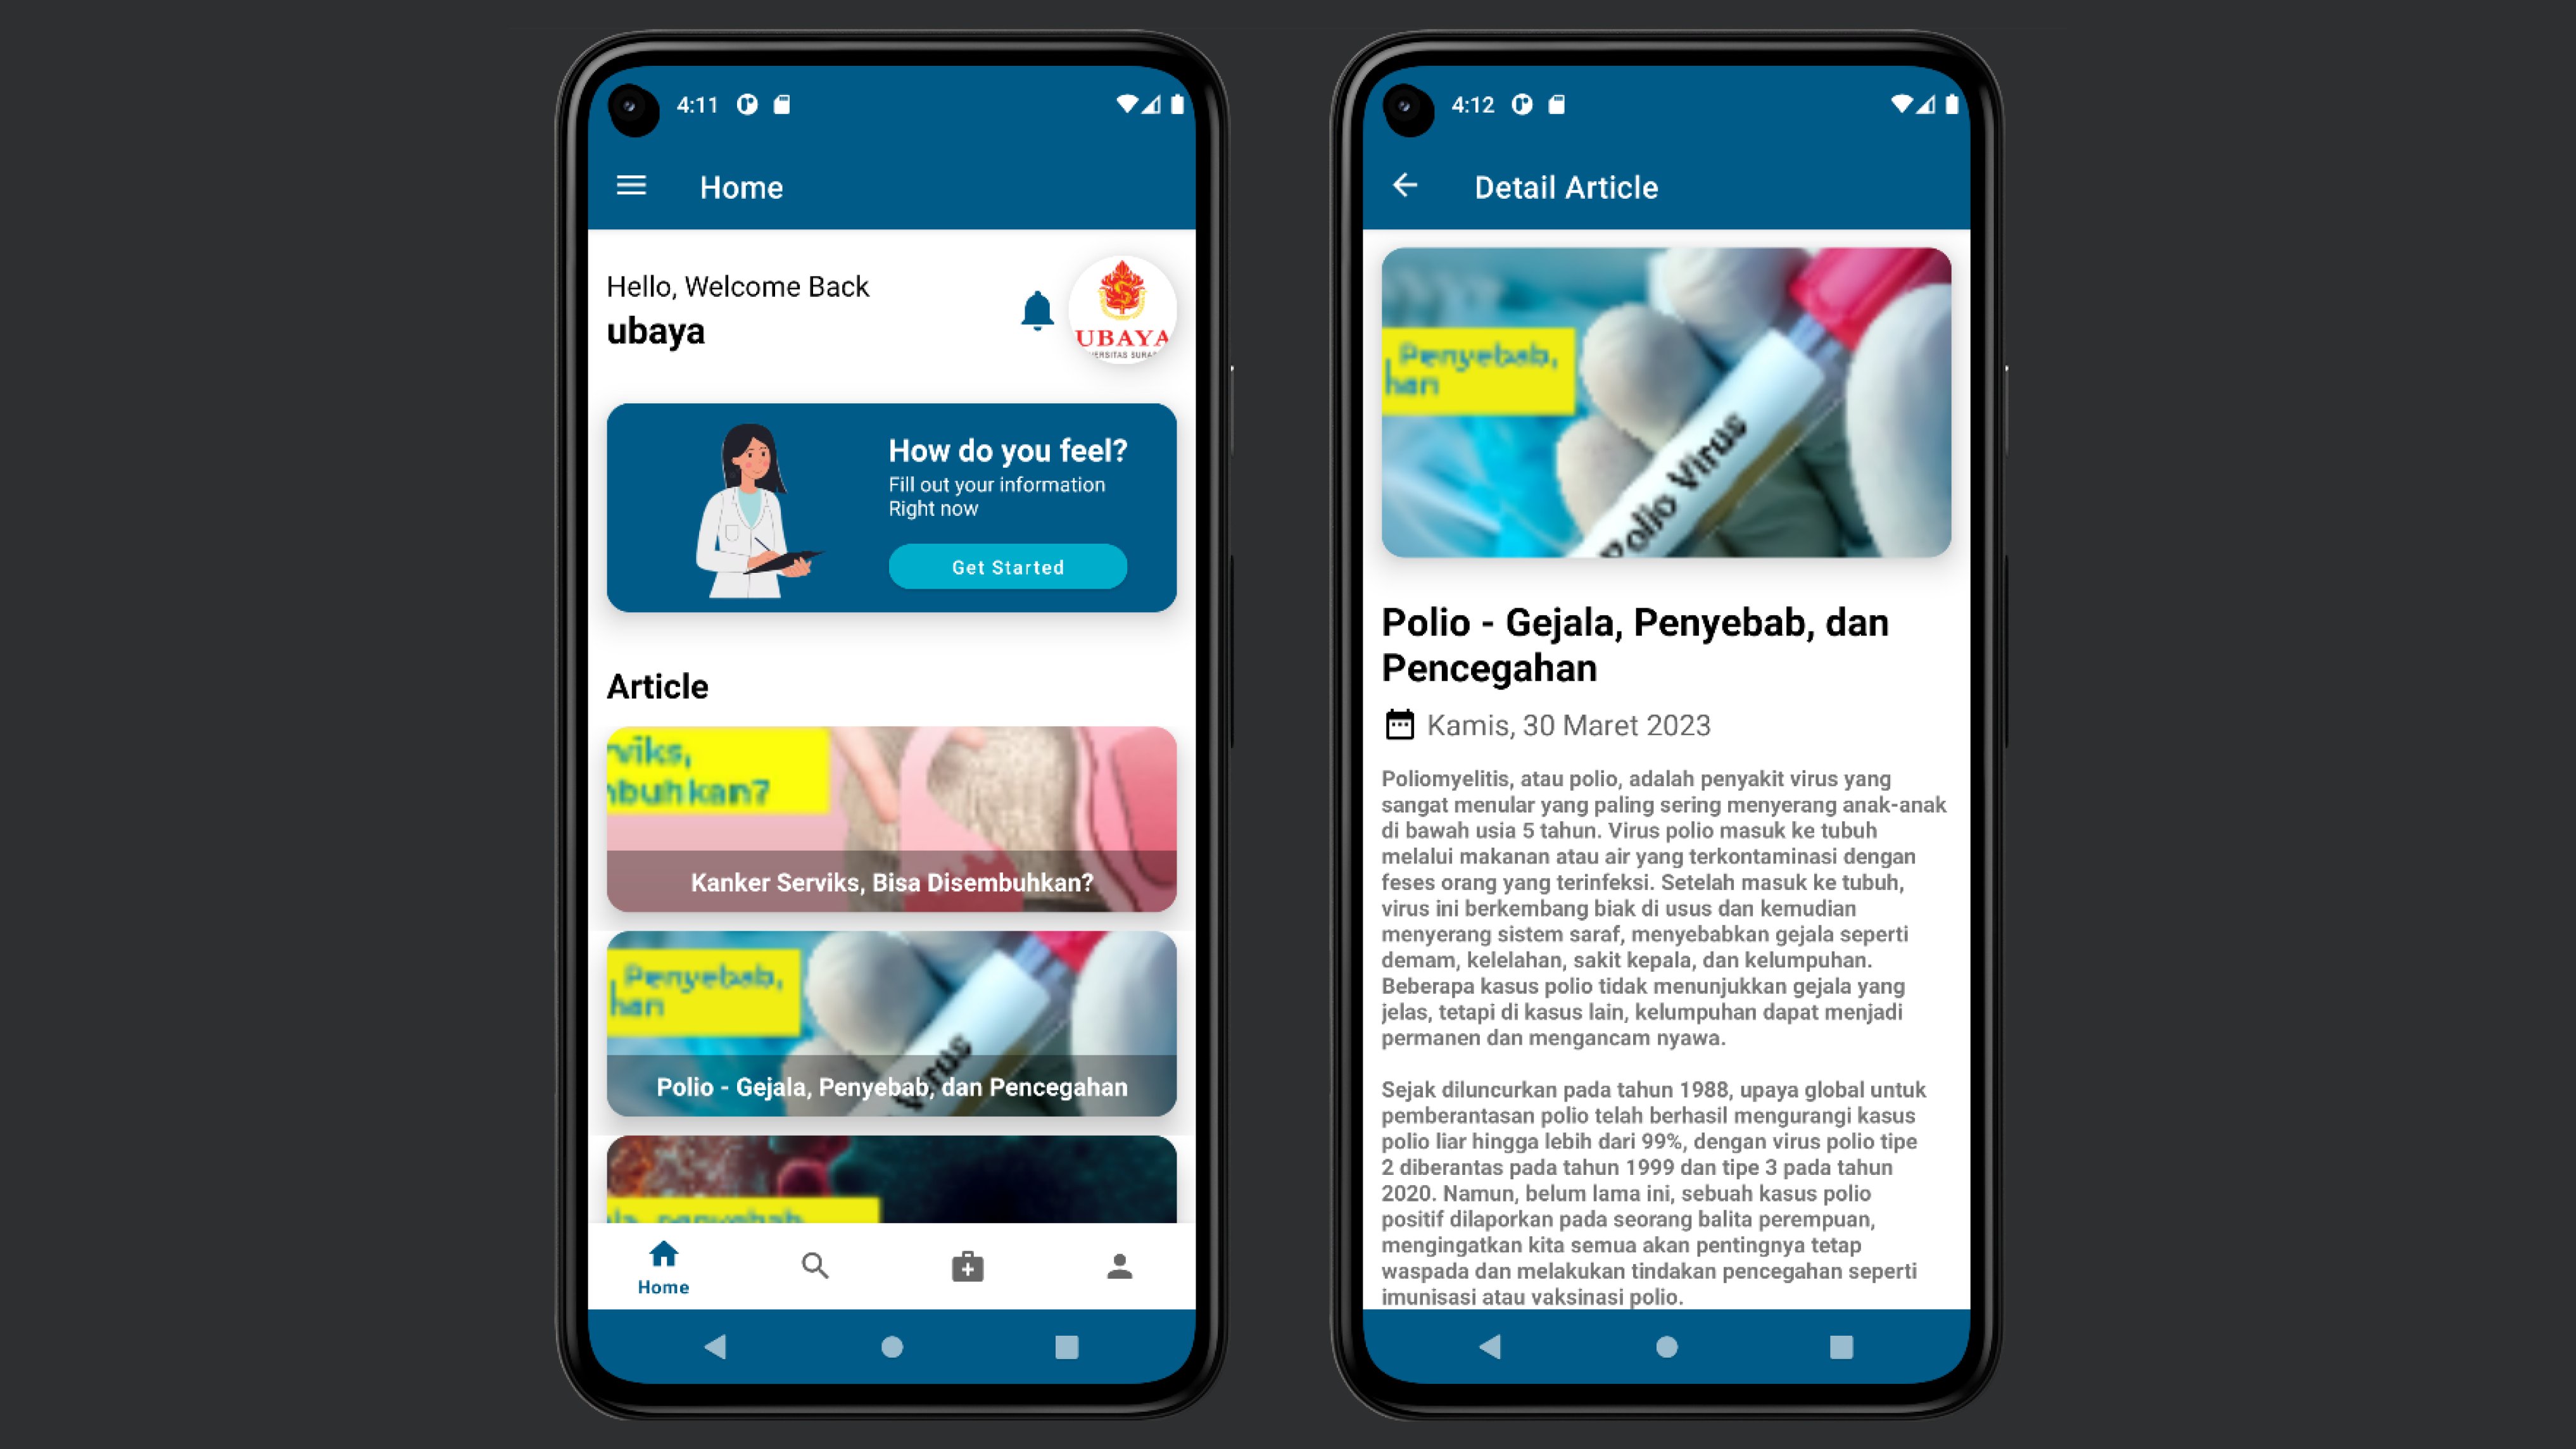 4:11
Home
Hello, Welcome Back
ubaya
UBAYA
How do you feel?
Fill out your information
Right now
Get Started
Article
rviks,
mbuhkan?
Kanker Serviks, Bisa Disembuhkan?
Penyebab,
han
Virus
Polio - Gejala, Penyebab, dan Pencegahan
penyebab
Home
4:12
Detail Article
Penyebab,
han
Polio Virus
Polio - Gejala, Penyebab, dan
Pencegahan
Kamis, 30 Maret 2023
Poliomyelitis, atau polio, adalah penyakit virus yang
sangat menular yang paling sering menyerang anak-anak
di bawah usia 5 tahun. Virus polio masuk ke tubuh
melalui makanan atau air yang terkontaminasi dengan
feses orang yang terinfeksi. Setelah masuk ke tubuh,
virus ini berkembang biak di usus dan kemudian
menyerang sistem saraf, menyebabkan gejala seperti
demam, kelelahan, sakit kepala, dan kelumpuhan.
Beberapa kasus polio tidak menunjukkan gejala yang
jelas, tetapi di kasus lain, kelumpuhan dapat menjadi
permanen dan mengancam nyawa.
Sejak diluncurkan pada tahun 1988, upaya global untuk
pemberantasan polio telah berhasil mengurangi kasus
polio liar hingga lebih dari 99%, dengan virus polio tipe
2 diberantas pada tahun 1999 dan tipe 3 pada tahun
2020. Namun, belum lama ini, sebuah kasus polio
positif dilaporkan pada seorang balita perempuan,
mengingatkan kita semua akan pentingnya tetap
waspada dan melakukan tindakan pencegahan seperti
imunisasi atau vaksinasi polio.